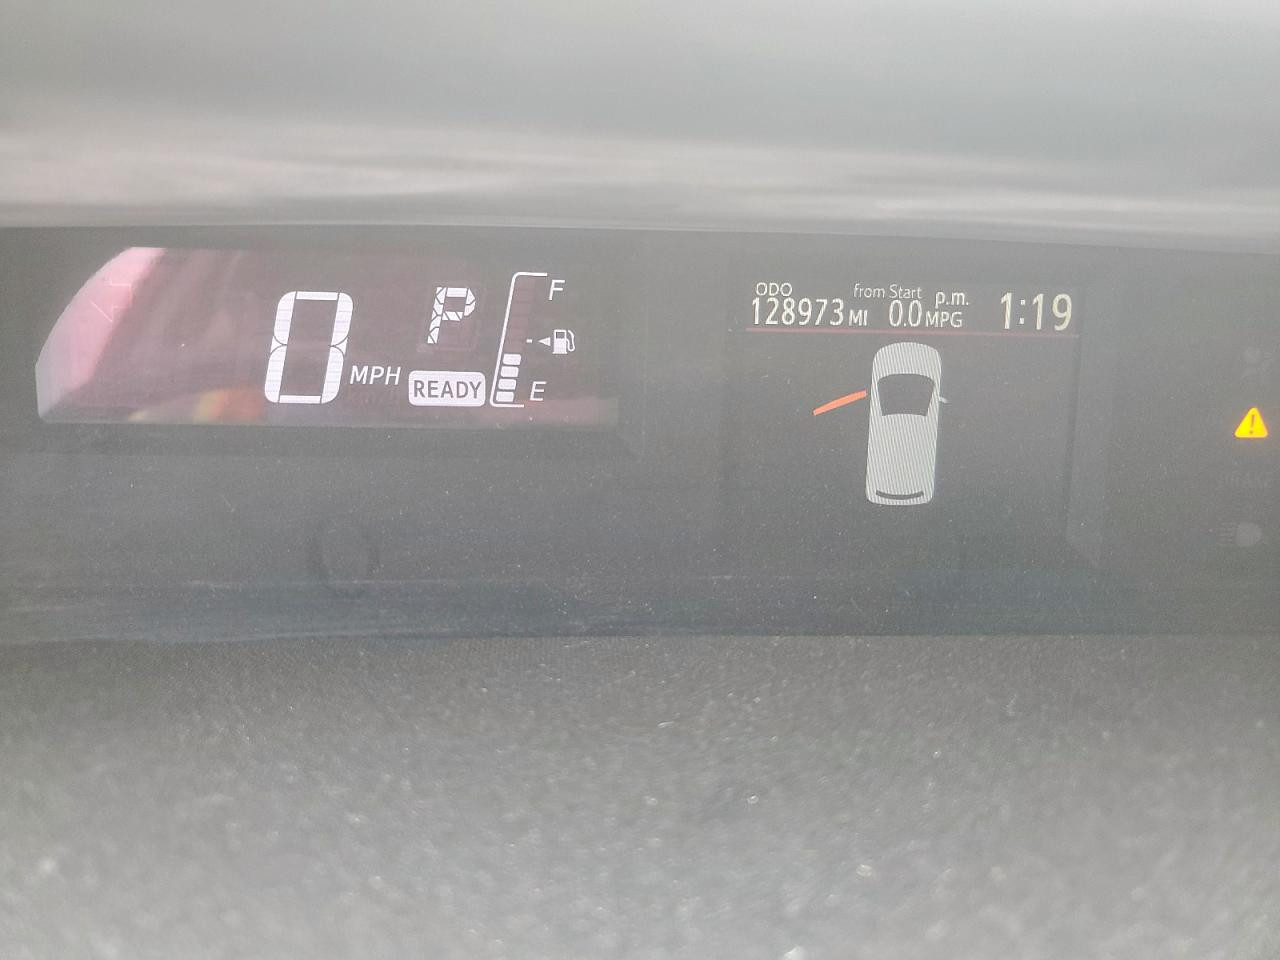 0 MPH
P
READY
F
E
ODO
128973 MI
from Start
0.0 MPG
p.m. 1:19